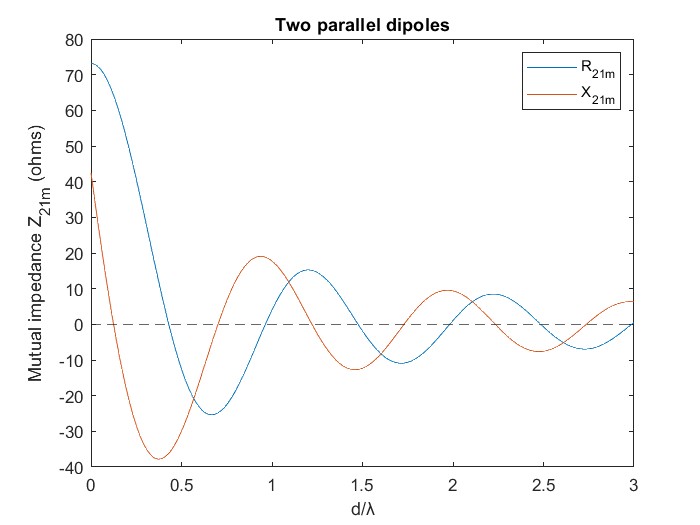 Two parallel dipoles
80
70
60
50
40
30
20
10
0
-10
-20
-30
-40
Mutual impedance Z21m (ohms)
R21m
X21m
0 0.5 1 1.5 2 2.5 3
d/λ